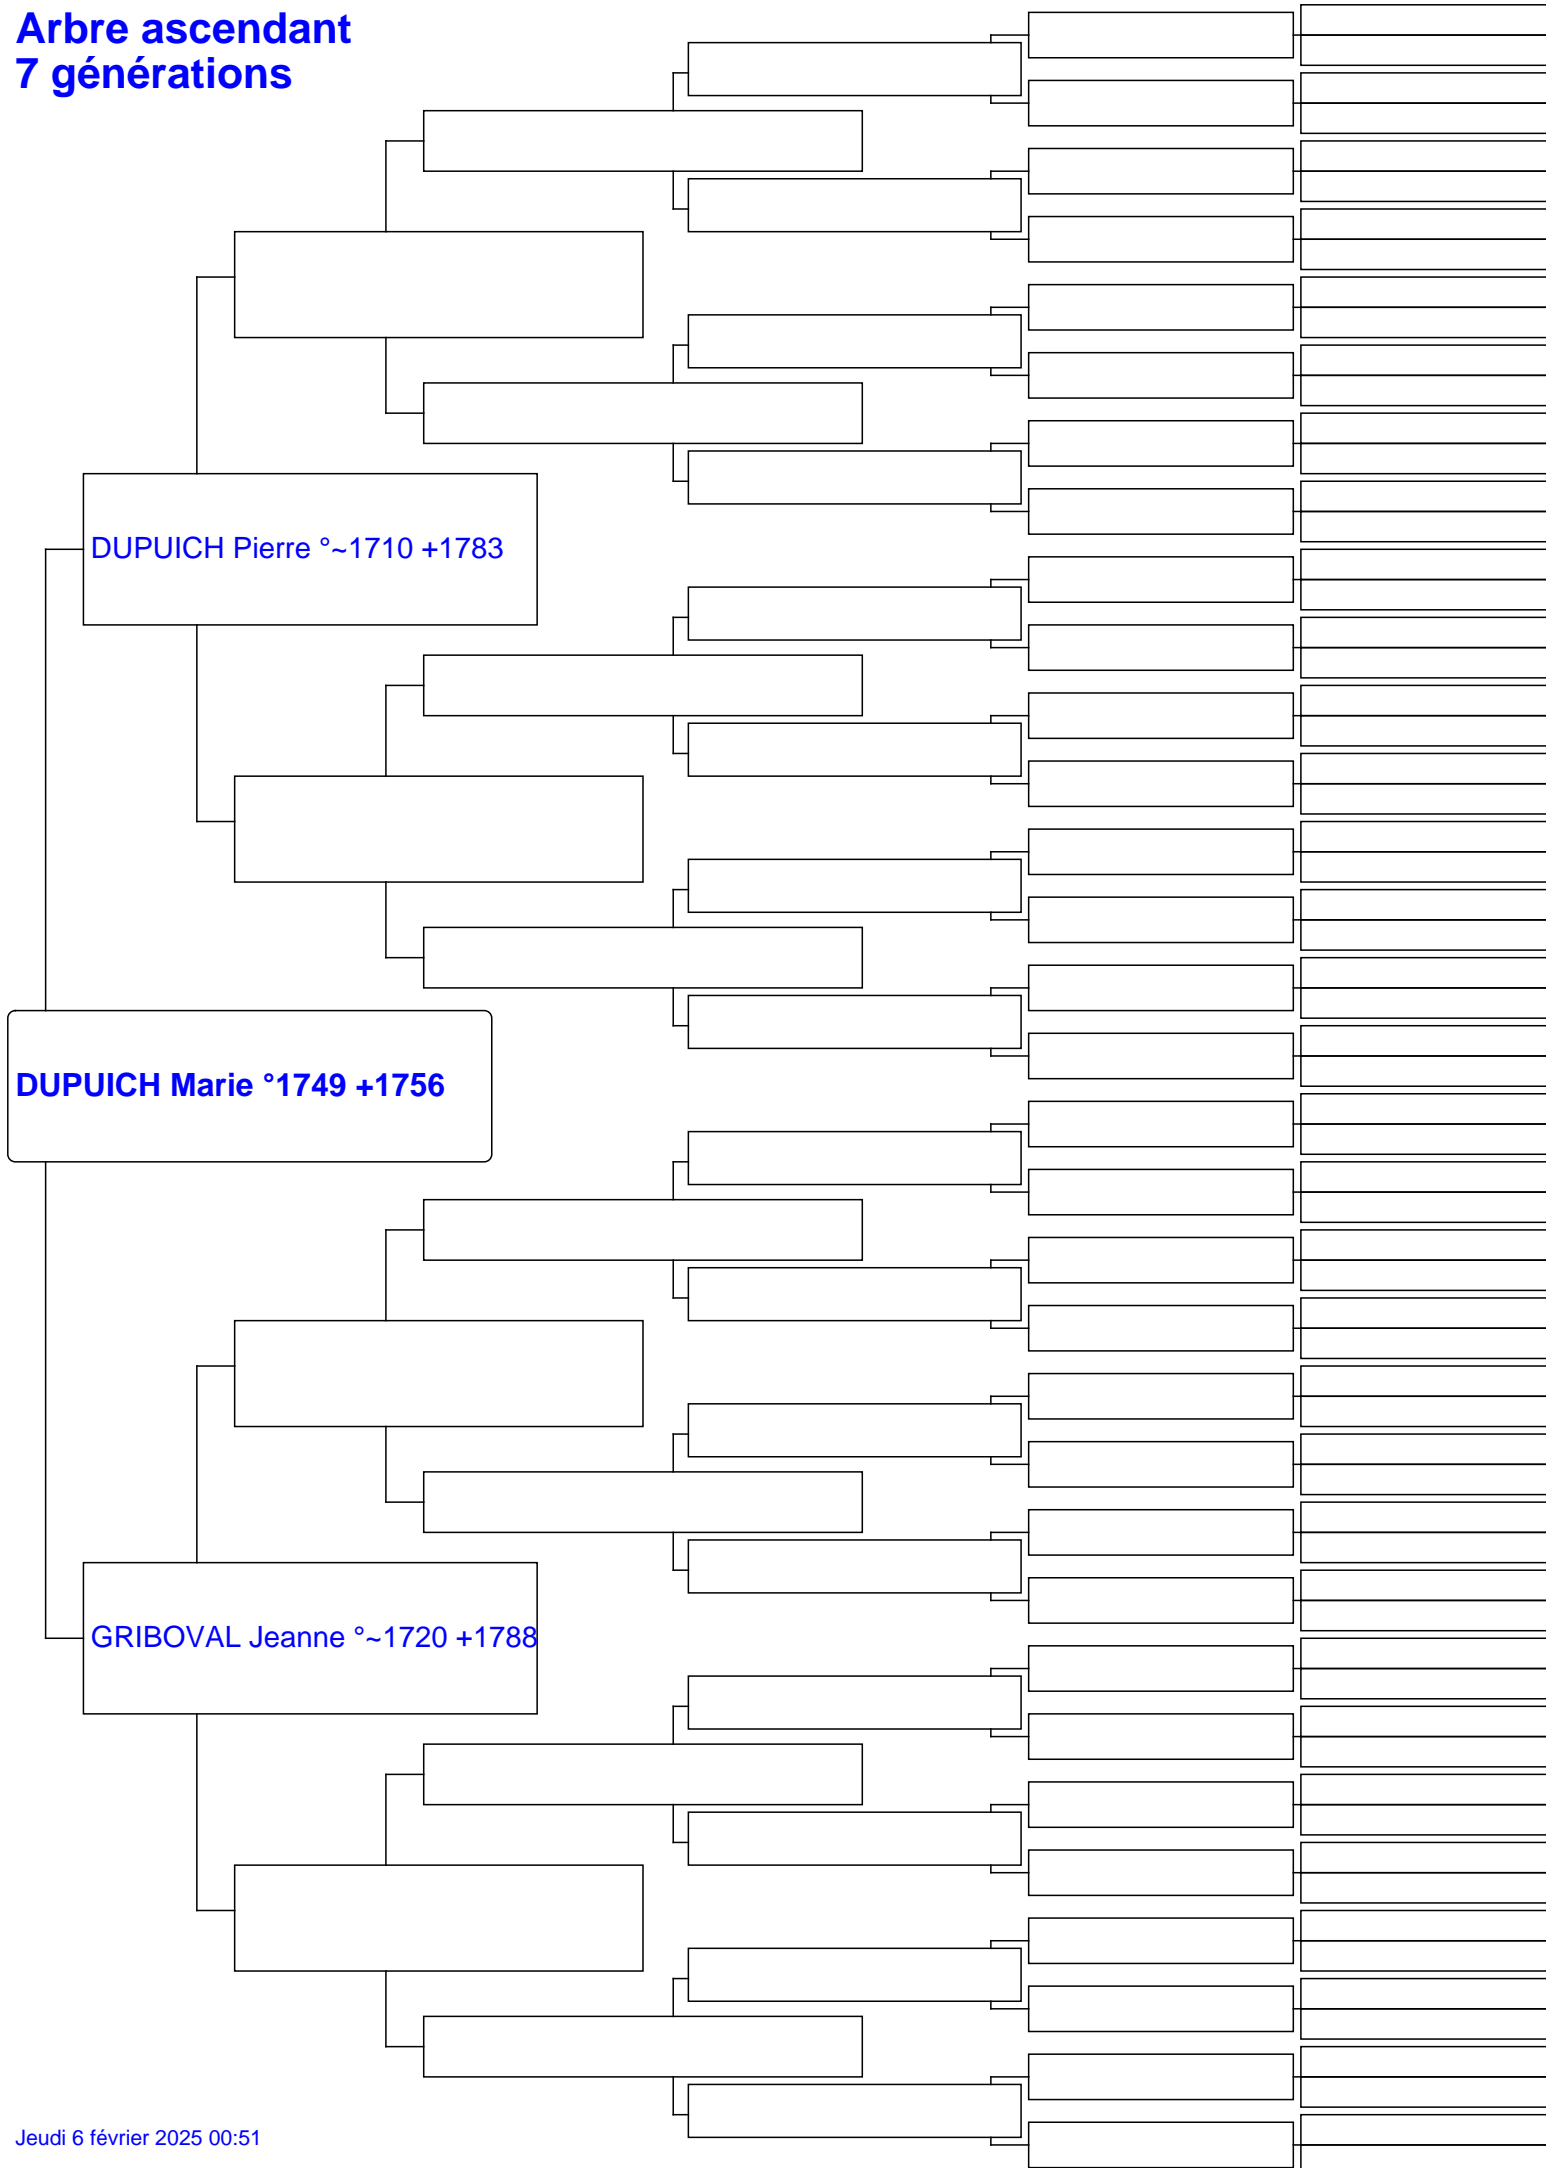 Arbre ascendant
7 générations
DUPUICH Pierre °~1710 +1783
DUPUICH Marie °1749 +1756
GRIBOVAL Jeanne °~1720 +1788
Jeudi 6 février 2025 00:51